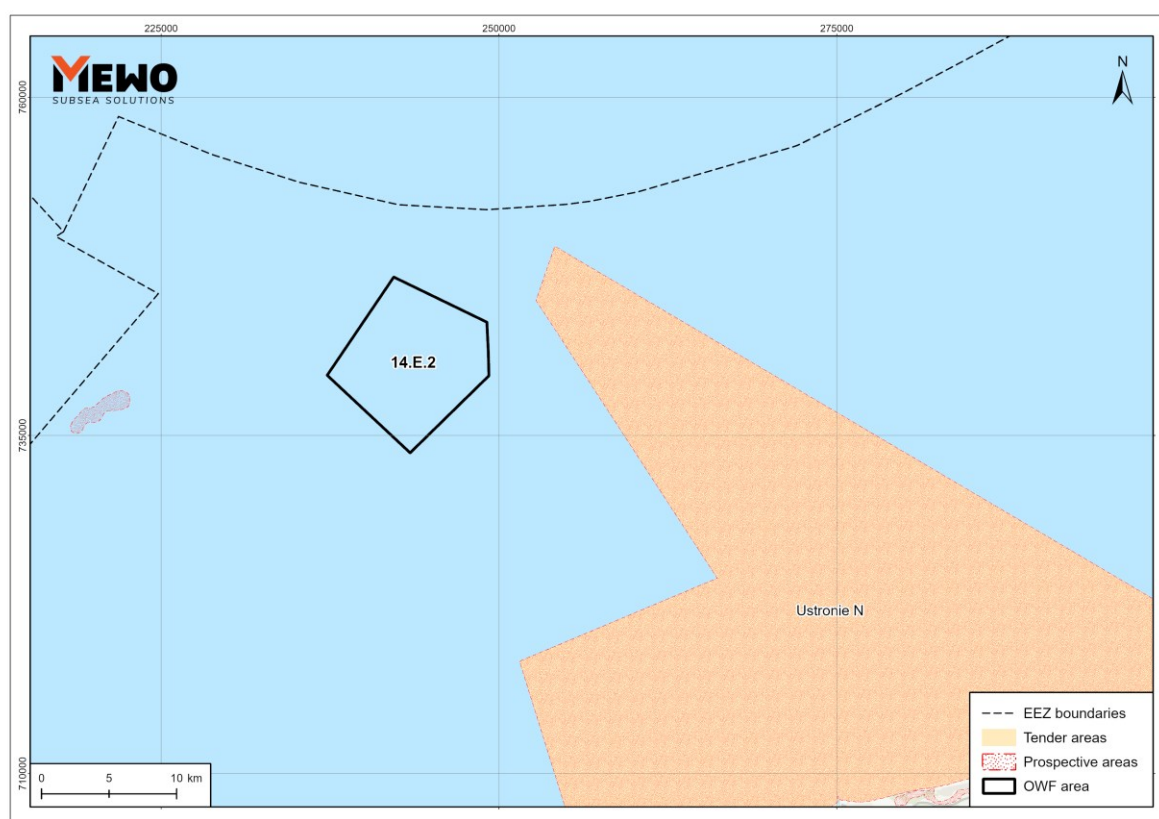 225000
250000
275000
MEWO
SUBSEA SOLUTIONS
N
760000
14.E.2
735000
Ustronie N
710000
EEZ boundaries
Tender areas
Prospective areas
OWF area
0 5 10 km